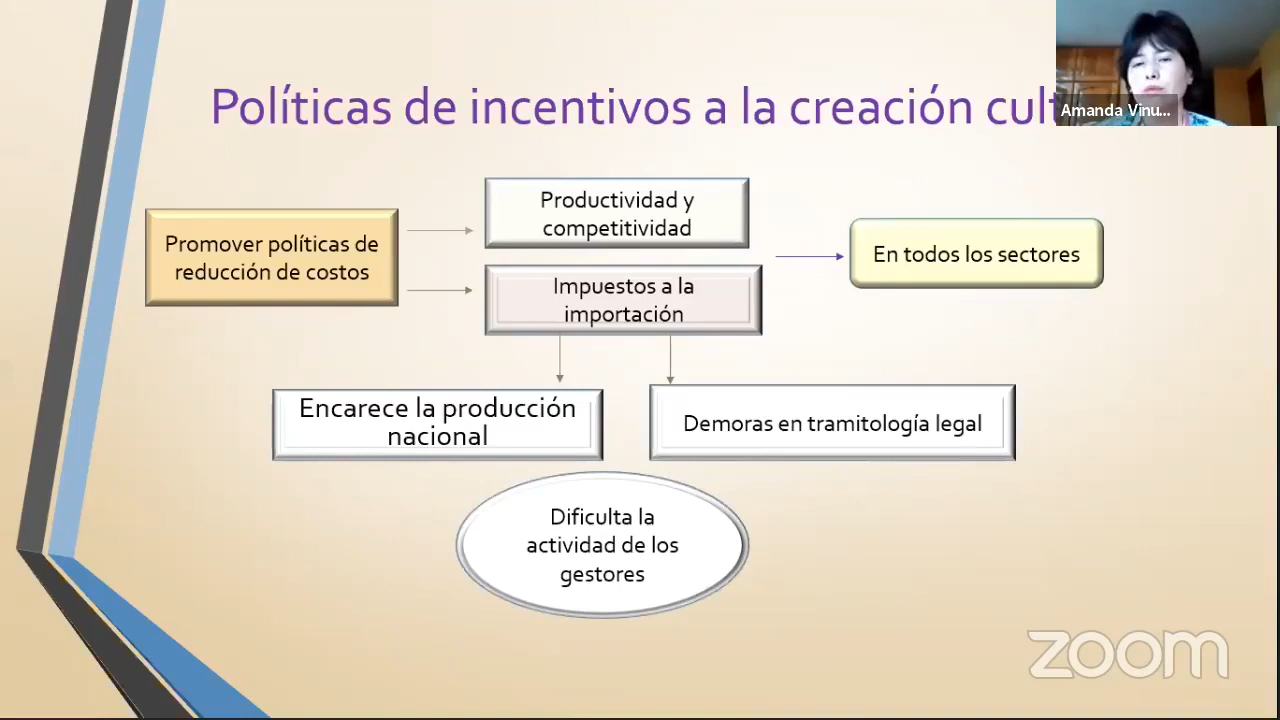 Políticas de incentivos a la creación
Amanda Vinu...
Productividad y
competitividad
Promover políticas de
reducción de costos
En todos los sectores
Impuestos a la
importación
Encarece la producción
nacional
Demoras en tramitología legal
Dificulta la
actividad de los
gestores
zoom